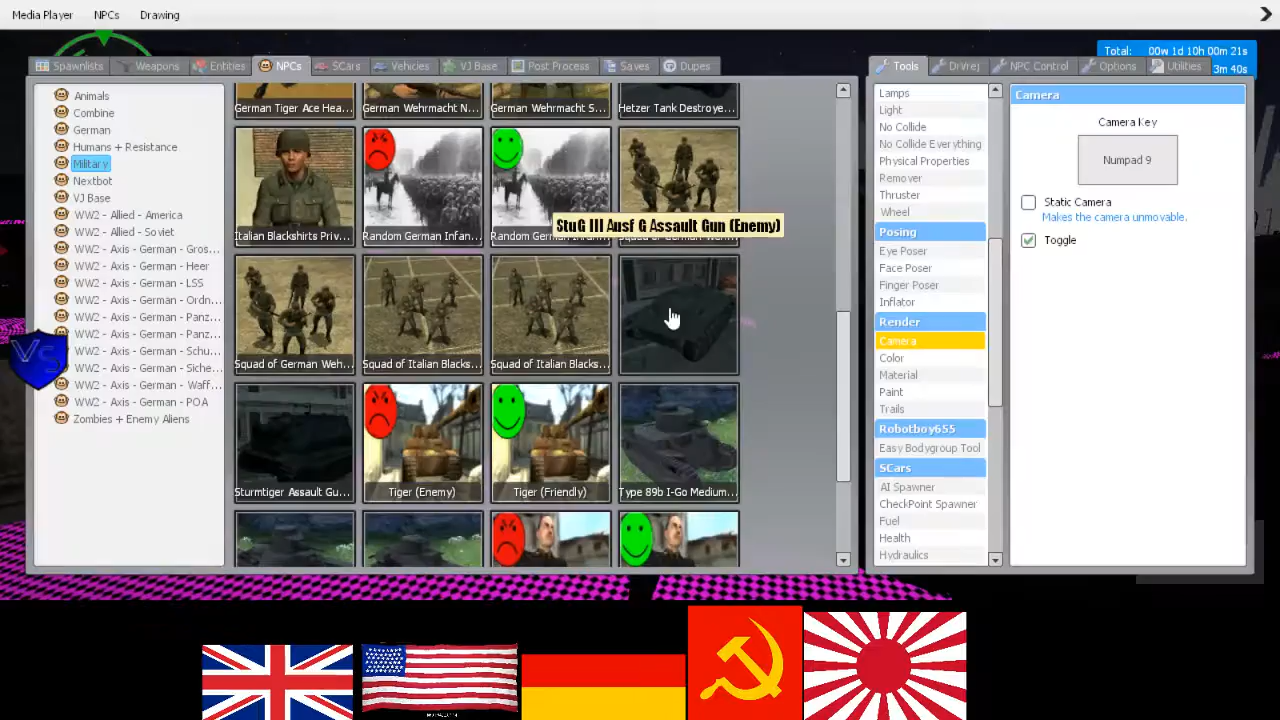 Media Player NPCs Drawing
Total: 00w 1d 10h 00m 21s
3m 40s
Spawnlists Weapons Entities NPCs SCars Vehicles VJ Base Post Process Saves Dupes
Tools DrVrej NPC Control Options Utilities
Animals
Combine
German
Humans + Resistance
Military
Nextbot
VJ Base
WW2 - Allied - America
WW2 - Allied - Soviet
WW2 - Axis - German - Gros...
WW2 - Axis - German - Heer
WW2 - Axis - German - LSS
WW2 - Axis - German - Ordn...
WW2 - Axis - German - Panz...
WW2 - Axis - German - Panz...
WW2 - Axis - German - Schu...
WW2 - Axis - German - Siche...
WW2 - Axis - German - Waff...
WW2 - Axis - German - POA
Zombies + Enemy Aliens
German Tiger Ace Hea... German Wehrmacht N... German Wehrmacht S... Hetzer Tank Destroye...
Italian Blackshirts Priv... Random German Infan... Random German
StuG III Ausf G Assault Gun (Enemy)
Squad of German Weh... Squad of Italian Blacks... Squad of Italian Blacks...
Sturmtiger Assault Gu... Tiger (Enemy) Tiger (Friendly) Type 89b I-Go Medium...
Lamps
Light
No Collide
No Collide Everything
Physical Properties
Remover
Thruster
Wheel
Posing
Eye Poser
Face Poser
Finger Poser
Inflator
Render
Camera
Color
Material
Paint
Trails
Robotboy655
Easy Bodygroup Tool
SCars
AI Spawner
CheckPoint Spawner
Fuel
Health
Hydraulics
Camera
Camera Key
Numpad 9
Static Camera
Makes the camera unmovable.
Toggle
VS